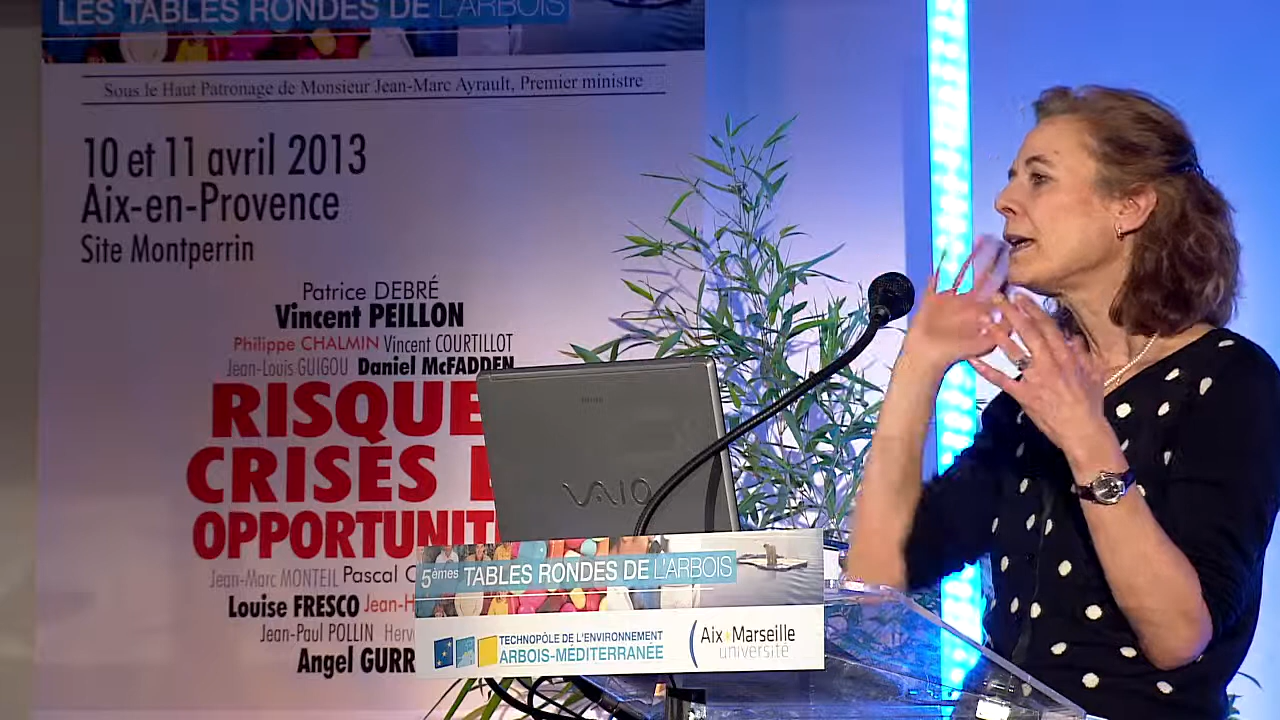 LES TABLES RONDES DE L'ARBOIS
Sous le Haut Patronage de Monsieur Jean-Marc Ayrault, Premier ministre
10 et 11 avril 2013
Aix-en-Provence
Site Montperrin
Patrice DEBRÉ
Vincent PEILLON
Philippe CHALMIN Vincent COURTILLOT
Jean-Louis GUIGOU Daniel McFADDEN
RISQUE
CRISES
OPPORTUNIT
Jean-Marc MONTEIL Pascal C
Louise FRESCO Jean-H
Jean-Paul POLLIN Herv
Angel GURR
VAIO
5èmes TABLES RONDES DE L'ARBOIS
TECHNOPÔLE DE L'ENVIRONNEMENT
ARBOIS-MÉDITERRANÉE
Aix+Marseille
université